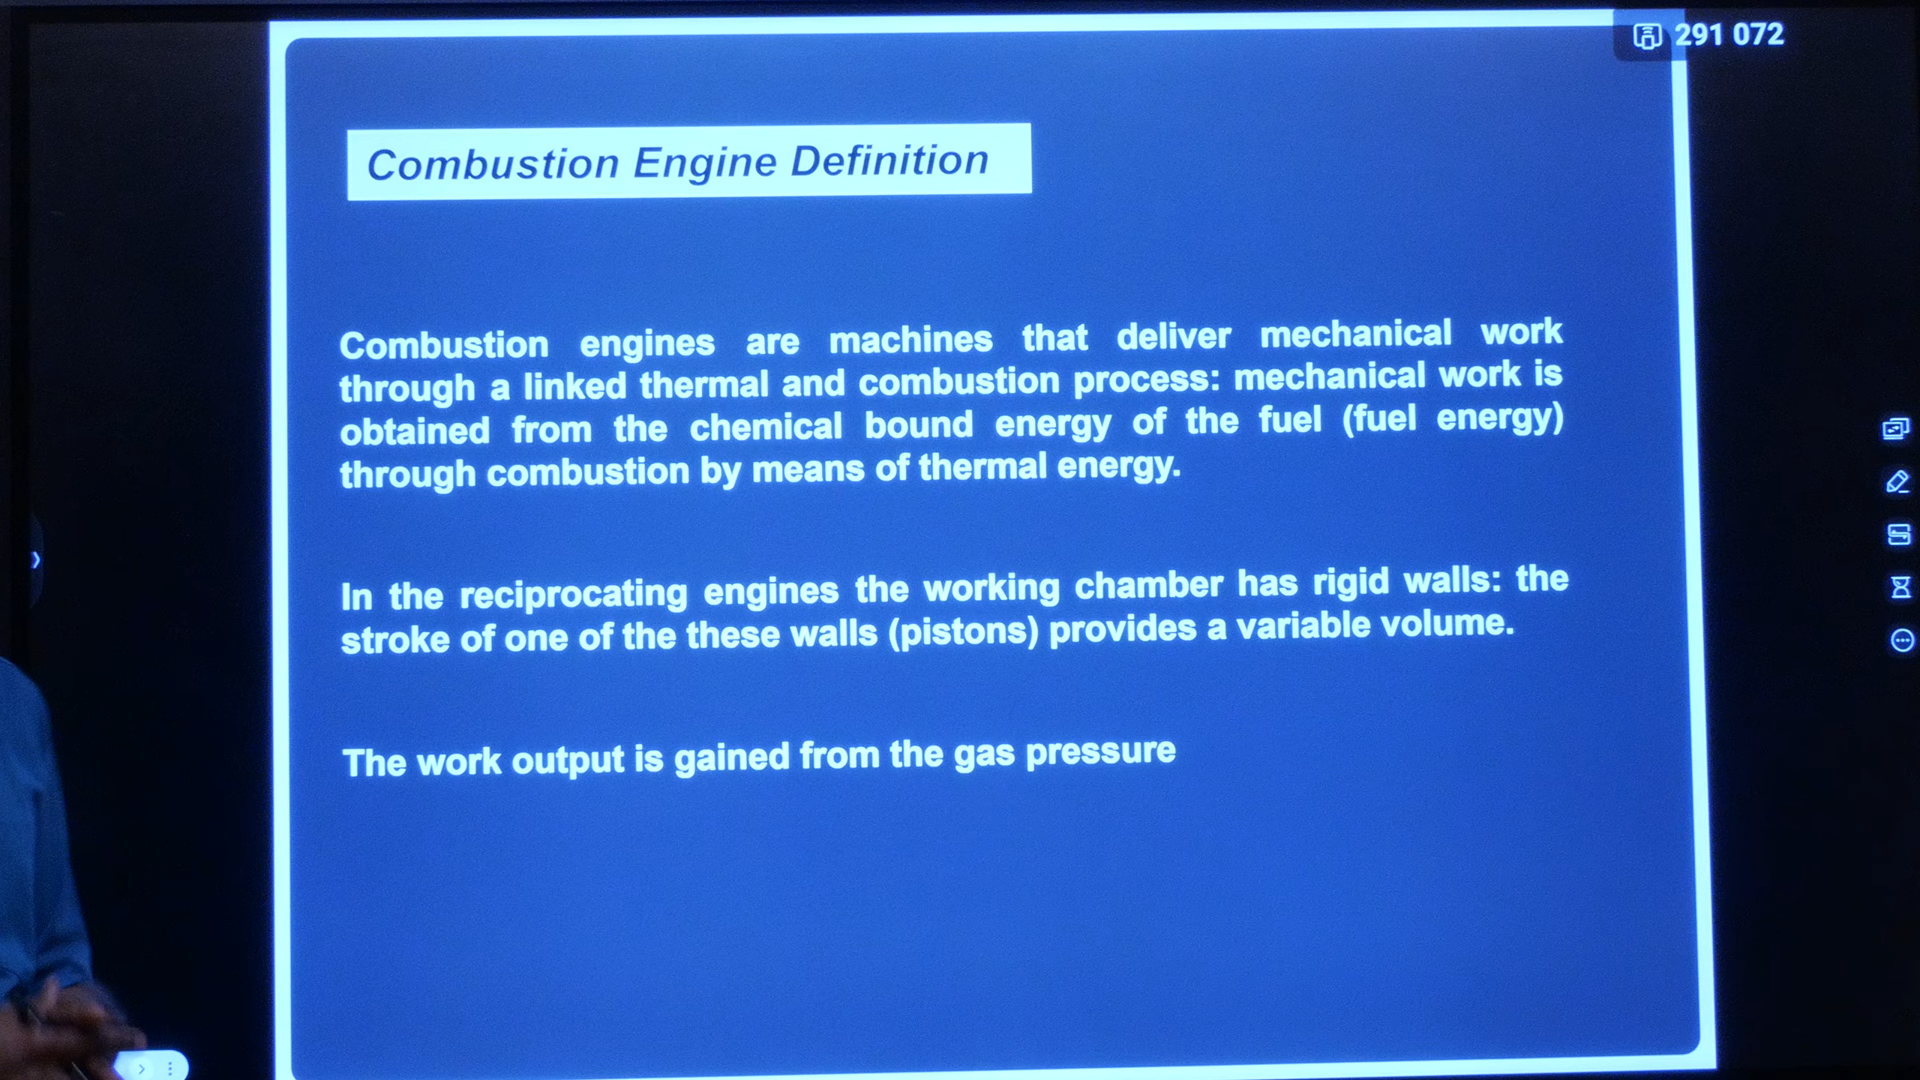 291 072
Combustion Engine Definition
Combustion engines are machines that deliver mechanical work
through a linked thermal and combustion process: mechanical work is
obtained from the chemical bound energy of the fuel (fuel energy)
through combustion by means of thermal energy.
In the reciprocating engines the working chamber has rigid walls: the
stroke of one of the these walls (pistons) provides a variable volume.
The work output is gained from the gas pressure